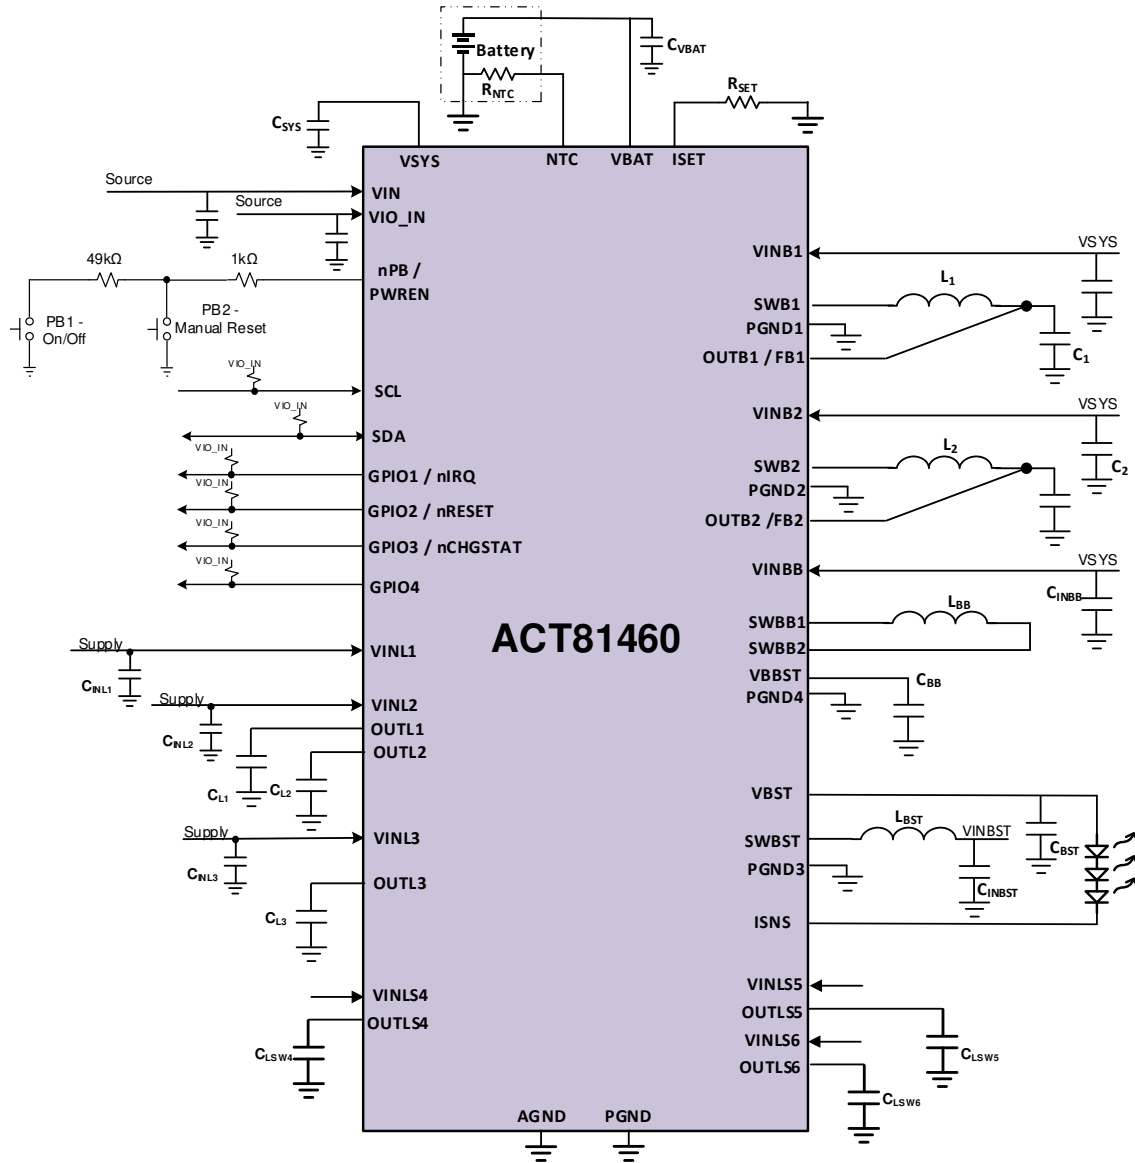 Battery
CVBAT
RNTC
RSET
CSYS
VSYS
NTC
VBAT
ISET
Source
VIN
Source
VIO_IN
49kΩ
1kΩ
nPB /
PWREN
PB1 -
On/Off
PB2 -
Manual Reset
VIO_IN
SCL
VIO_IN
SDA
VIO_IN
GPIO1 / nIRQ
VIO_IN
GPIO2 / nRESET
VIO_IN
GPIO3 / nCHGSTAT
VIO_IN
GPIO4
Supply
VINL1
CINL1
Supply
VINL2
CINL2
OUTL1
OUTL2
CL1
CL2
Supply
VINL3
CINL3
OUTL3
CL3
VINLS4
OUTLS4
CLSW4
ACT81460
VINB1
VSYS
SWB1
L1
PGND1
OUTB1 / FB1
C1
VINB2
VSYS
SWB2
L2
C2
PGND2
OUTB2 /FB2
VINBB
VSYS
CINBB
SWBB1
LBB
SWBB2
VBBST
CBB
PGND4
VBST
LBST
SWBST
VINBST
CBST
PGND3
CINBST
ISNS
VINLS5
OUTLS5
VINLS6
CLSW5
OUTLS6
CLSW6
AGND
PGND